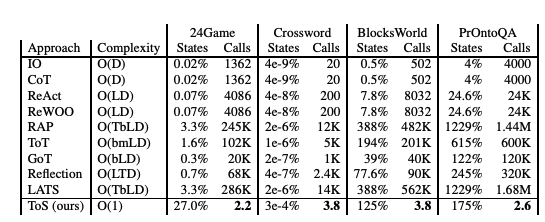 24Game Crossword BlocksWorld PrOntoQA
Approach Complexity States Calls States Calls States Calls States Calls
IO O(D) 0.02% 1362 4e-9% 20 0.5% 502 4% 4000
CoT O(D) 0.02% 1362 4e-9% 20 0.5% 502 4% 4000
ReAct O(LD) 0.07% 4086 4e-8% 200 7.8% 8032 24.6% 24K
ReWOO O(LD) 0.07% 4086 4e-8% 200 7.8% 8032 24.6% 24K
RAP O(TbLD) 3.3% 245K 2e-6% 12K 388% 482K 1229% 1.44M
ToT O(bmLD) 1.6% 102K 1e-6% 5K 194% 201K 615% 600K
GoT O(bLD) 0.3% 20K 2e-7% 1K 39% 40K 122% 120K
Reflection O(LTD) 0.7% 68K 4e-7% 2.4K 77.6% 90K 245% 320K
LATS O(TbLD) 3.3% 286K 2e-6% 14K 388% 562K 1229% 1.68M
ToS (ours) O(1) 27.0% 2.2 3e-4% 3.8 125% 3.8 175% 2.6